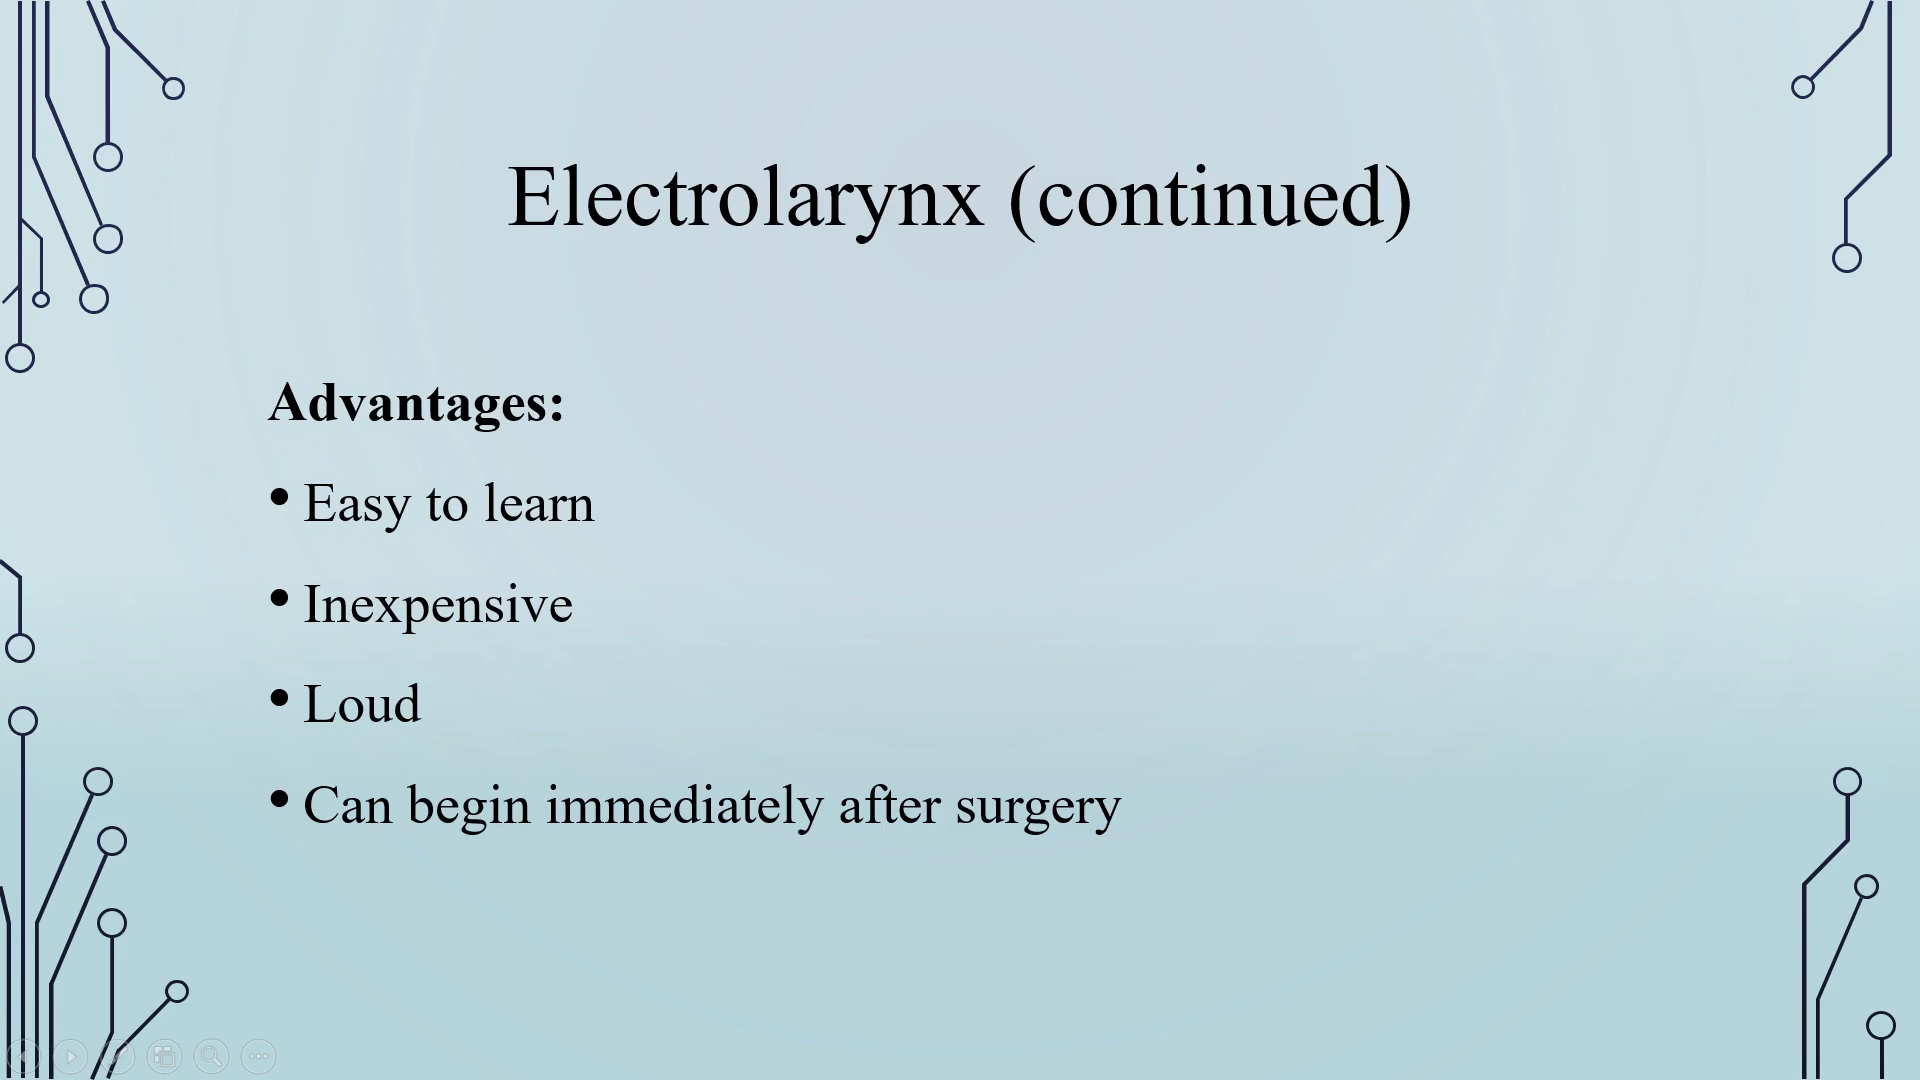 Electrolarynx (continued)
Advantages:
• Easy to learn
• Inexpensive
• Loud
• Can begin immediately after surgery